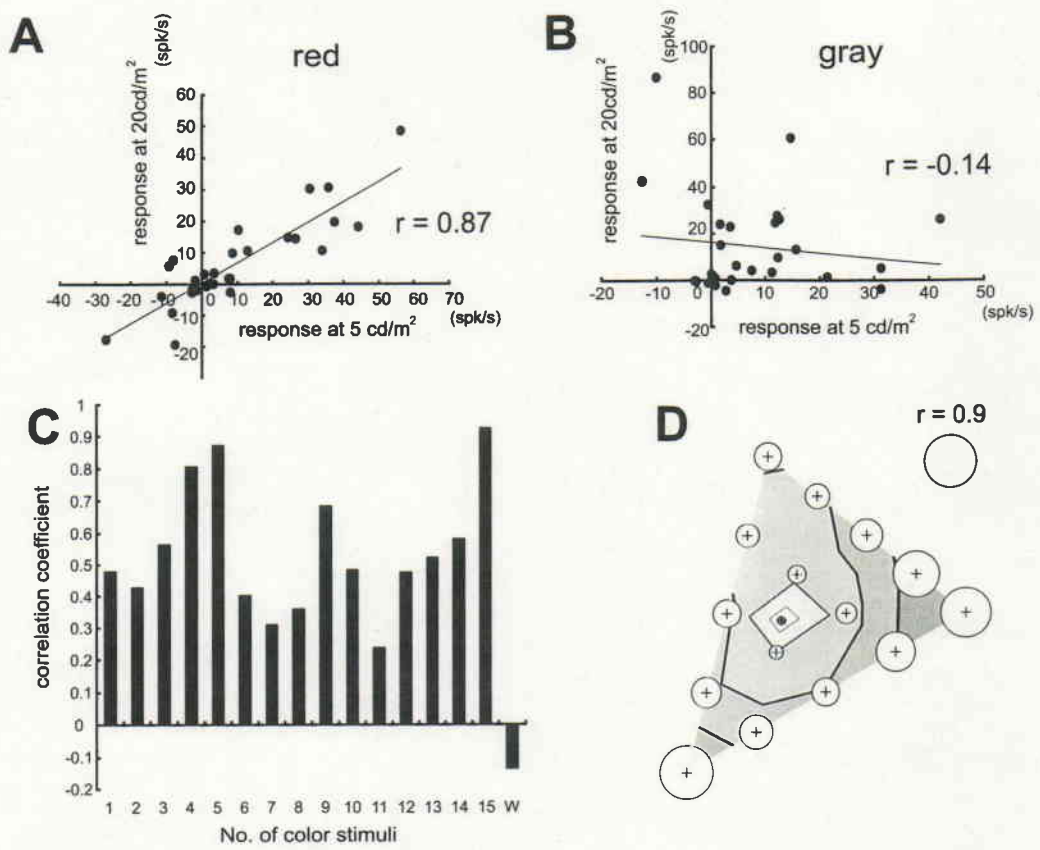 A
red
(spk/s)
response at 20cd/m²
60
50
40
30
20
10
-10
-20
-40 -30 -20 -10 10 20 30 40 50 60 70
(spk/s)
response at 5 cd/m²
r = 0.87
B
gray
(spk/s)
response at 20cd/m²
100
80
60
40
20
0
-20
-20 -10 0 10 20 30 40 50
(spk/s)
response at 5 cd/m²
r = -0.14
C
correlation coefficient
1
0.9
0.8
0.7
0.6
0.5
0.4
0.3
0.2
0.1
0
-0.1
-0.2
1 2 3 4 5 6 7 8 9 10 11 12 13 14 15 W
No. of color stimuli
D
r = 0.9